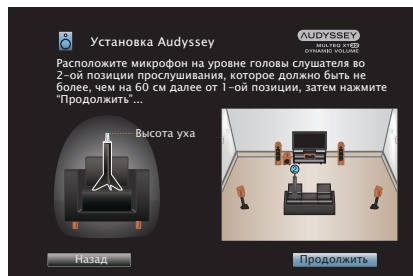 AUDYSSEY
MULTEQ XT32
DYNAMIC VOLUME
Установка Audyssey
Расположите микрофон на уровне головы слушателя во
2-ой позиции прослушивания, которое должно быть не
более, чем на 60 см далее от 1-ой позиции, затем нажмите
"Продолжить"...
Высота уха
2
Назад
Продолжить